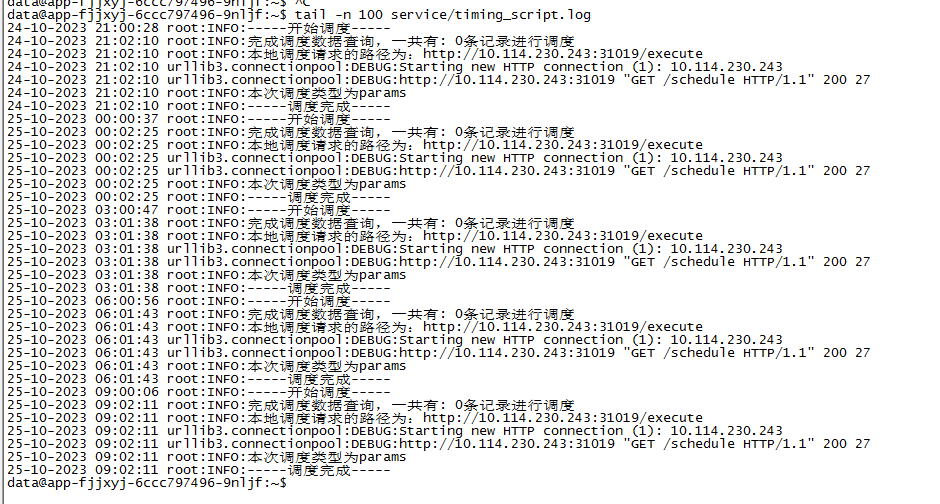 data@app-fjjxyj-6ccc797496-9nljf:~$ ^C
data@app-fjjxyj-6ccc797496-9nljf:~$ tail -n 100 service/timing_script.log
24-10-2023 21:00:28 root:INFO:-----开始调度-----
24-10-2023 21:02:10 root:INFO:完成调度数据查询，一共有: 0条记录进行调度
24-10-2023 21:02:10 root:INFO:本地调度请求的路径为：http://10.114.230.243:31019/execute
24-10-2023 21:02:10 urllib3.connectionpool:DEBUG:Starting new HTTP connection (1): 10.114.230.243
24-10-2023 21:02:10 urllib3.connectionpool:DEBUG:http://10.114.230.243:31019 "GET /schedule HTTP/1.1" 200 27
24-10-2023 21:02:10 root:INFO:本次调度类型为params
24-10-2023 21:02:10 root:INFO:-----调度完成-----
25-10-2023 00:00:37 root:INFO:-----开始调度-----
25-10-2023 00:02:25 root:INFO:完成调度数据查询，一共有: 0条记录进行调度
25-10-2023 00:02:25 root:INFO:本地调度请求的路径为：http://10.114.230.243:31019/execute
25-10-2023 00:02:25 urllib3.connectionpool:DEBUG:Starting new HTTP connection (1): 10.114.230.243
25-10-2023 00:02:25 urllib3.connectionpool:DEBUG:http://10.114.230.243:31019 "GET /schedule HTTP/1.1" 200 27
25-10-2023 00:02:25 root:INFO:本次调度类型为params
25-10-2023 00:02:25 root:INFO:-----调度完成-----
25-10-2023 03:00:47 root:INFO:-----开始调度-----
25-10-2023 03:01:38 root:INFO:完成调度数据查询，一共有: 0条记录进行调度
25-10-2023 03:01:38 root:INFO:本地调度请求的路径为：http://10.114.230.243:31019/execute
25-10-2023 03:01:38 urllib3.connectionpool:DEBUG:Starting new HTTP connection (1): 10.114.230.243
25-10-2023 03:01:38 urllib3.connectionpool:DEBUG:http://10.114.230.243:31019 "GET /schedule HTTP/1.1" 200 27
25-10-2023 03:01:38 root:INFO:本次调度类型为params
25-10-2023 03:01:38 root:INFO:-----调度完成-----
25-10-2023 06:00:56 root:INFO:-----开始调度-----
25-10-2023 06:01:43 root:INFO:完成调度数据查询，一共有: 0条记录进行调度
25-10-2023 06:01:43 root:INFO:本地调度请求的路径为：http://10.114.230.243:31019/execute
25-10-2023 06:01:43 urllib3.connectionpool:DEBUG:Starting new HTTP connection (1): 10.114.230.243
25-10-2023 06:01:43 urllib3.connectionpool:DEBUG:http://10.114.230.243:31019 "GET /schedule HTTP/1.1" 200 27
25-10-2023 06:01:43 root:INFO:本次调度类型为params
25-10-2023 06:01:43 root:INFO:-----调度完成-----
25-10-2023 09:00:06 root:INFO:-----开始调度-----
25-10-2023 09:02:11 root:INFO:完成调度数据查询，一共有: 0条记录进行调度
25-10-2023 09:02:11 root:INFO:本地调度请求的路径为：http://10.114.230.243:31019/execute
25-10-2023 09:02:11 urllib3.connectionpool:DEBUG:Starting new HTTP connection (1): 10.114.230.243
25-10-2023 09:02:11 urllib3.connectionpool:DEBUG:http://10.114.230.243:31019 "GET /schedule HTTP/1.1" 200 27
25-10-2023 09:02:11 root:INFO:本次调度类型为params
25-10-2023 09:02:11 root:INFO:-----调度完成-----
data@app-fjjxyj-6ccc797496-9nljf:~$